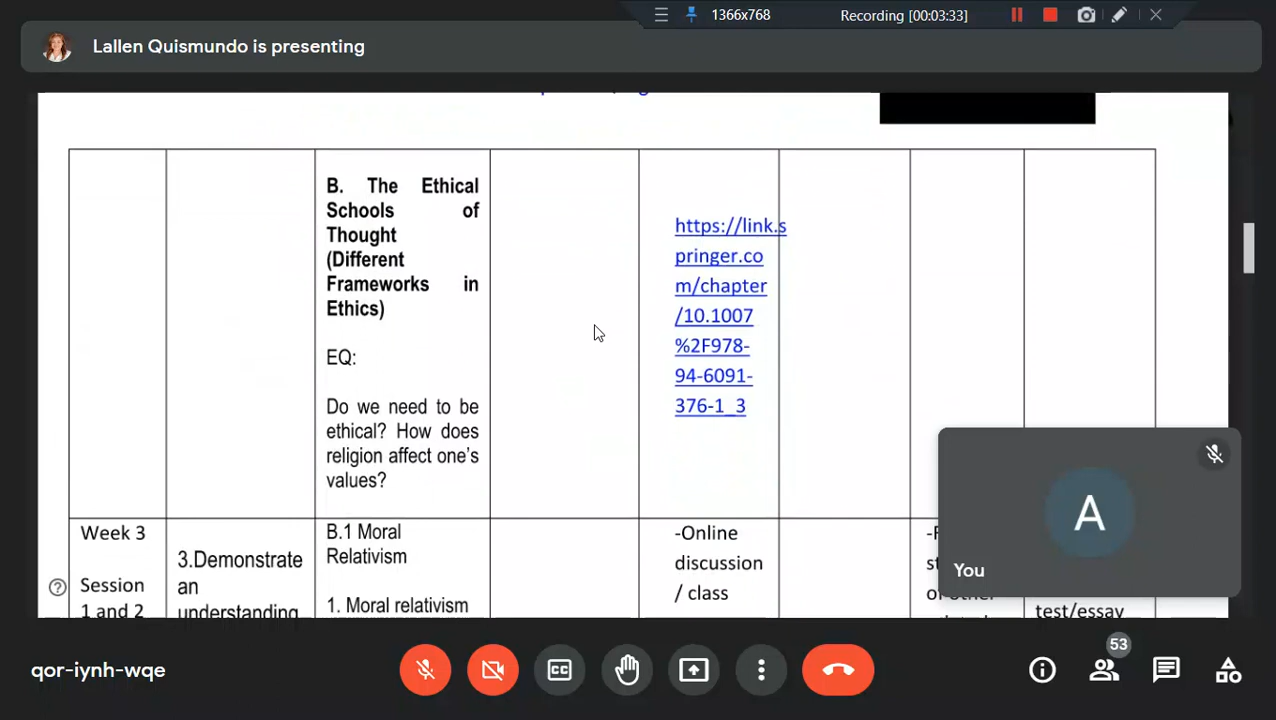 1366x768
Recording [00:03:33]
Lallen Quismundo is presenting
B. The Ethical
Schools of
Thought
(Different
Frameworks in
Ethics)
EQ:
Do we need to be
ethical? How does
religion affect one's
values?
https://link.s
pringer.co
m/chapter
/10.1007
%2F978-
94-6091-
376-1_3
Week 3
Session
1 and 2
3.Demonstrate
an
understanding
B.1 Moral
Relativism
1. Moral relativism
-Online
discussion
/ class
test/essay
A
You
qor-iynh-wqe
CC
53